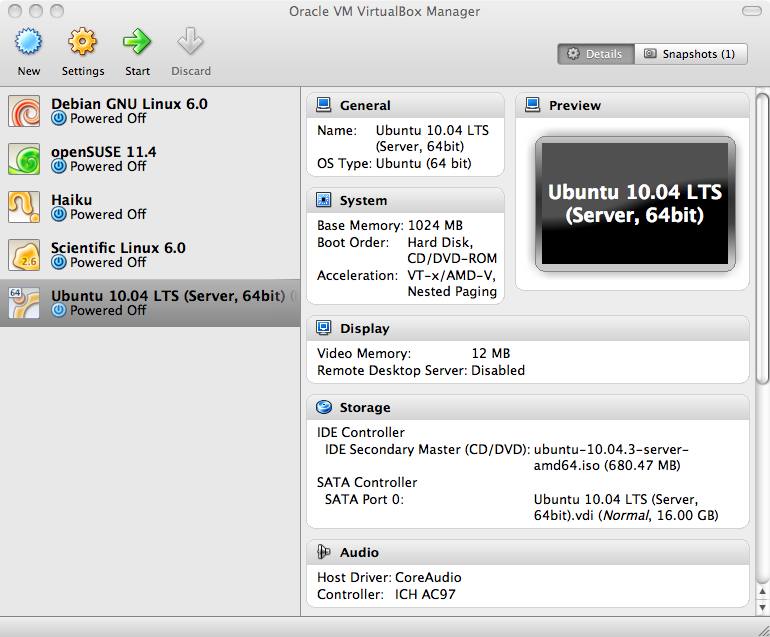 Oracle VM VirtualBox Manager
New
Settings
Start
Discard
Details
Snapshots (1)
Debian GNU Linux 6.0
Powered Off
openSUSE 11.4
Powered Off
Haiku
Powered Off
2.6
Scientific Linux 6.0
Powered Off
64
Ubuntu 10.04 LTS (Server, 64bit) (
Powered Off
General
Name: Ubuntu 10.04 LTS
(Server, 64bit)
OS Type: Ubuntu (64 bit)
System
Base Memory: 1024 MB
Boot Order: Hard Disk,
CD/DVD-ROM
Acceleration: VT-x/AMD-V,
Nested Paging
Preview
Ubuntu 10.04 LTS
(Server, 64bit)
Display
Video Memory: 12 MB
Remote Desktop Server: Disabled
Storage
IDE Controller
IDE Secondary Master (CD/DVD): ubuntu-10.04.3-server-
amd64.iso (680.47 MB)
SATA Controller
SATA Port 0: Ubuntu 10.04 LTS (Server,
64bit).vdi (Normal, 16.00 GB)
Audio
Host Driver: CoreAudio
Controller: ICH AC97